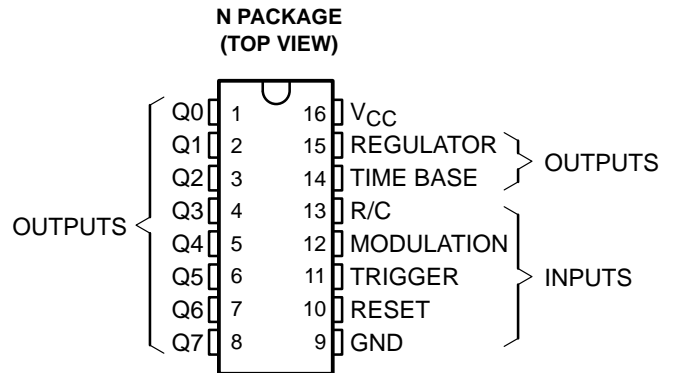 N PACKAGE
(TOP VIEW)
Q0 1 16 VCC
Q1 2 15 REGULATOR
Q2 3 14 TIME BASE
OUTPUTS
Q3 4 13 R/C
OUTPUTS
Q4 5 12 MODULATION
Q5 6 11 TRIGGER
INPUTS
Q6 7 10 RESET
Q7 8 9 GND